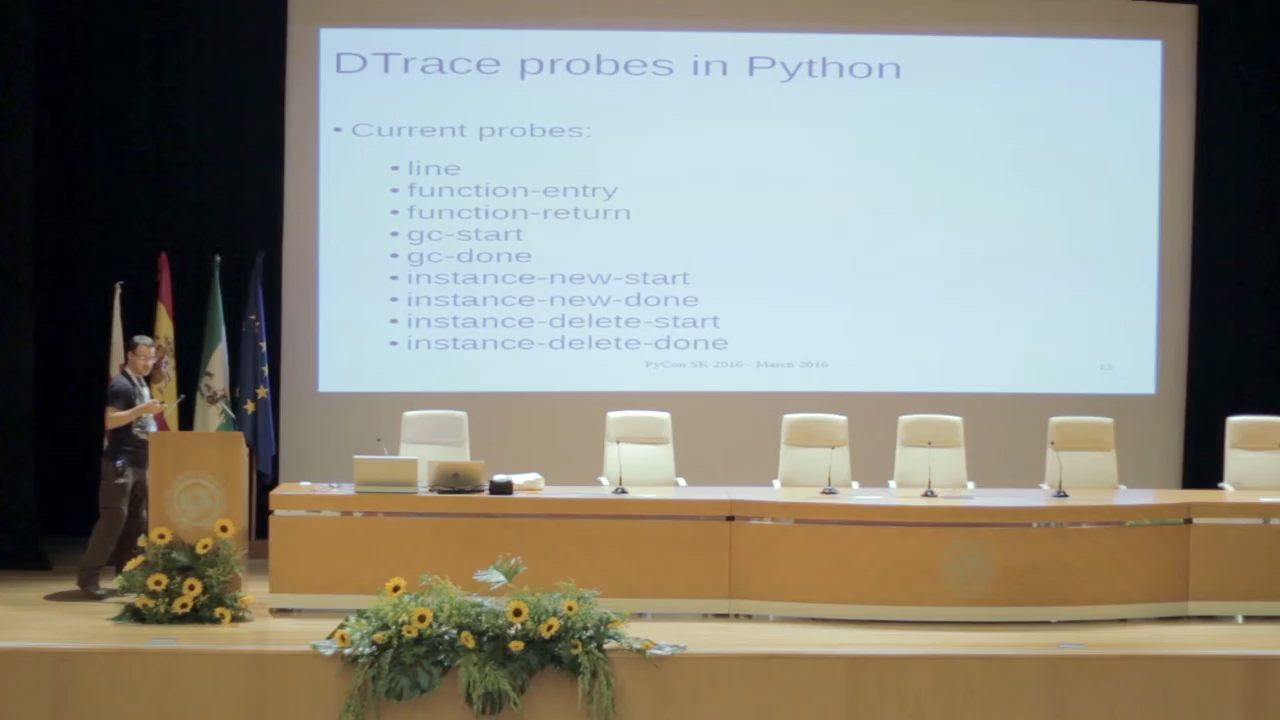 DTrace probes in Python
• Current probes:
• line
• function-entry
• function-return
• gc-start
• gc-done
• instance-new-start
• instance-new-done
• instance-delete-start
• instance-delete-done
PyCon SK 2016 - March 2016